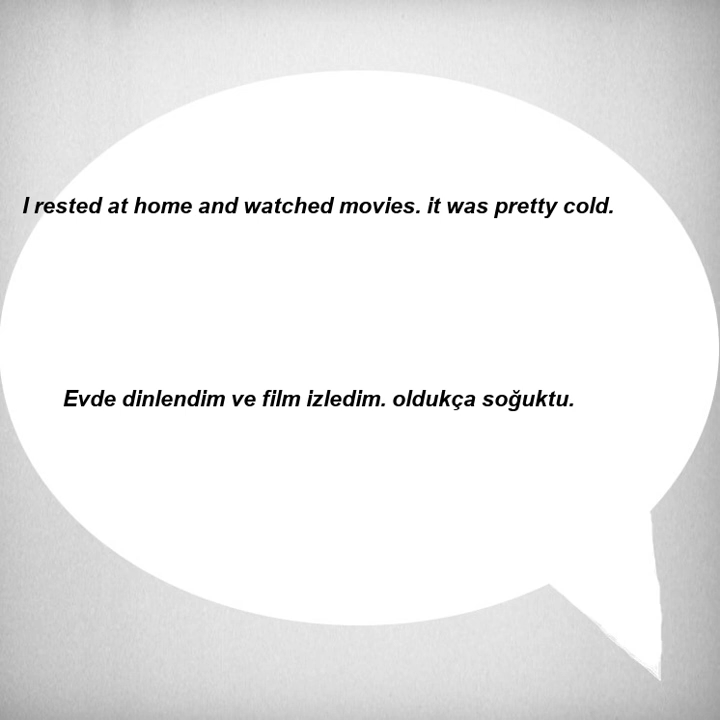 I rested at home and watched movies. it was pretty cold.
Evde dinlendim ve film izledim. oldukça soğuktu.